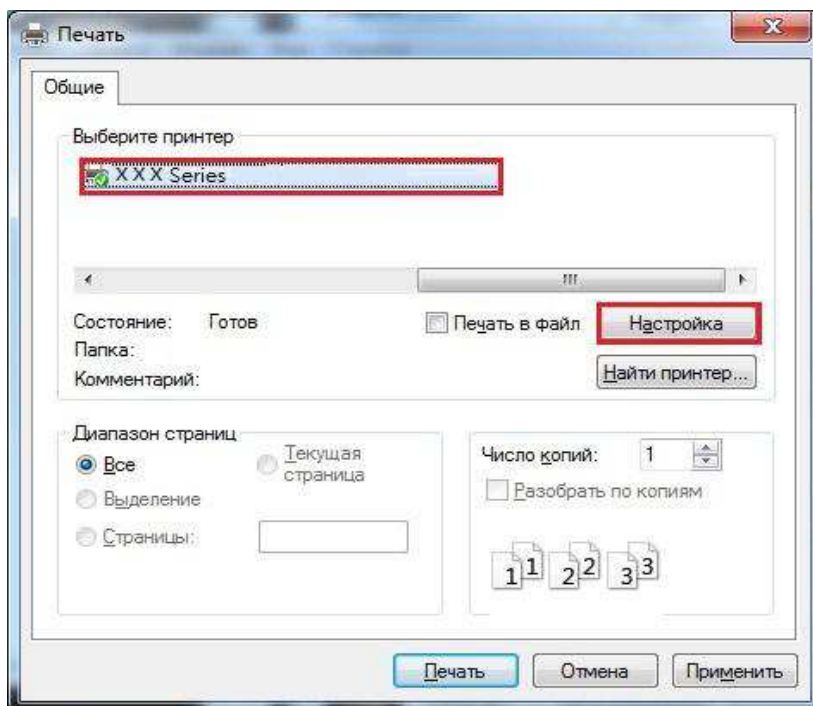 Печать
Общие
Выберите принтер
X X X Series
Состояние: Готов
Печать в файл
Настройка
Папка:
Комментарий:
Найти принтер...
Диапазон страниц
Все
Текущая
страница
Выделение
Страницы:
Число копий: 1
Разобрать по копиям
1 1 2 2 3 3
Печать
Отмена
Применить